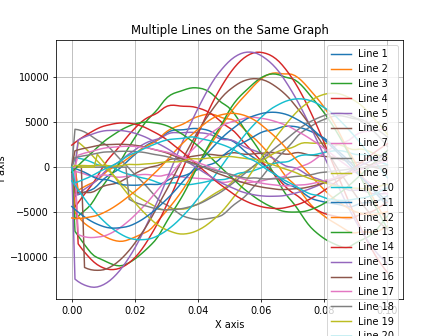 Multiple Lines on the Same Graph
10000
5000
0
−5000
−10000
0.00
0.02
0.04
0.06
X axis
axis
Line 1
Line 2
Line 3
Line 4
Line 5
Line 6
Line 7
Line 8
Line 9
Line 10
Line 11
Line 12
Line 13
Line 14
Line 15
Line 16
Line 17
Line 18
Line 19
Line 20